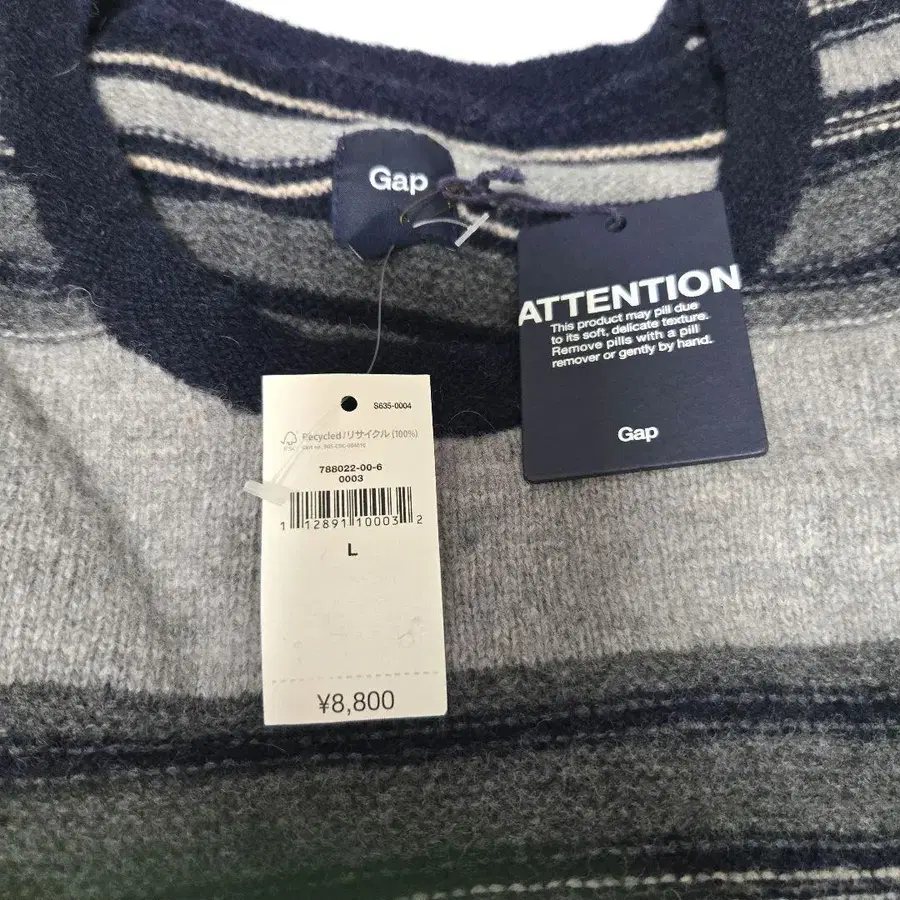 Gap
ATTENTION
This product may pill due
to its soft, delicate texture.
Remove pills with a pill
remover or gently by hand.
Gap
S635-0004
Recycled/リサイクル (100%)
788022-00-6
0003
1 12891 10003 2
L
¥8,800